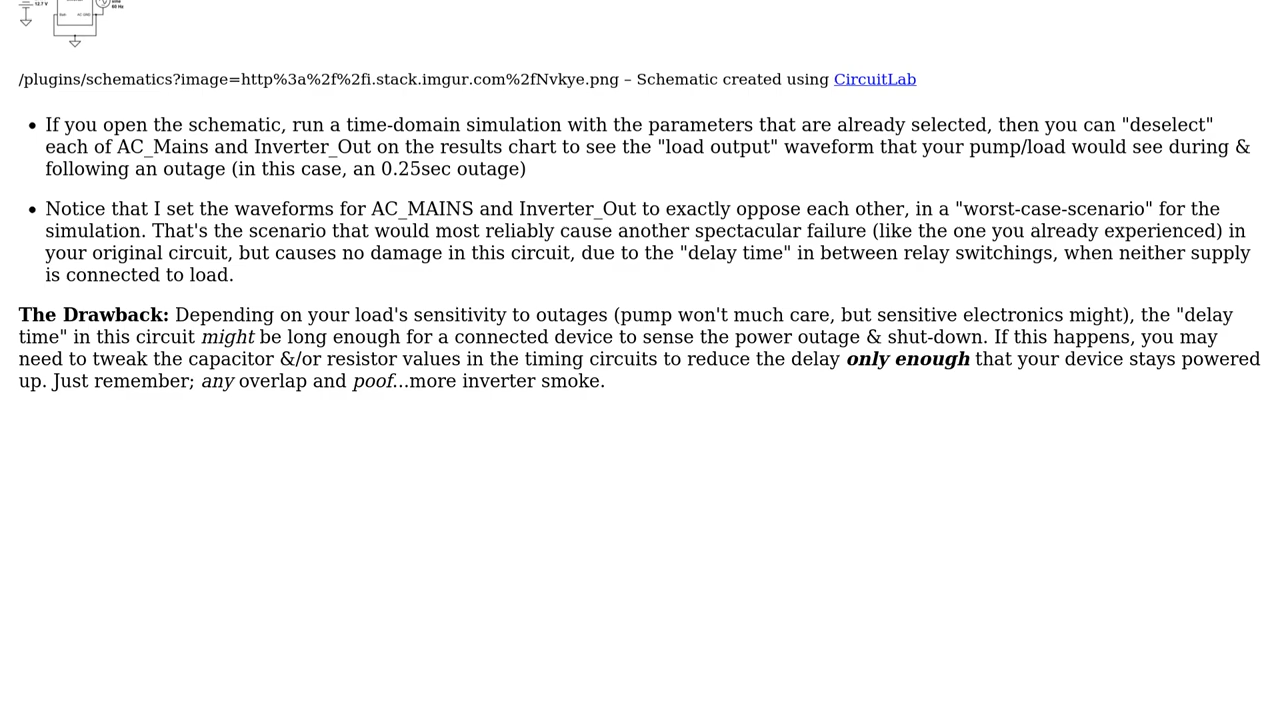 12.7 V
60 Hz
/plugins/schematics?image=http%3a%2f%2fi.stack.imgur.com%2fNvkye.png – Schematic created using CircuitLab
• If you open the schematic, run a time-domain simulation with the parameters that are already selected, then you can "deselect"
each of AC_Mains and Inverter_Out on the results chart to see the "load output" waveform that your pump/load would see during &
following an outage (in this case, an 0.25sec outage)
• Notice that I set the waveforms for AC_MAINS and Inverter_Out to exactly oppose each other, in a "worst-case-scenario" for the
simulation. That's the scenario that would most reliably cause another spectacular failure (like the one you already experienced) in
your original circuit, but causes no damage in this circuit, due to the "delay time" in between relay switchings, when neither supply
is connected to load.
The Drawback: Depending on your load's sensitivity to outages (pump won't much care, but sensitive electronics might), the "delay
time" in this circuit might be long enough for a connected device to sense the power outage & shut-down. If this happens, you may
need to tweak the capacitor &/or resistor values in the timing circuits to reduce the delay only enough that your device stays powered
up. Just remember; any overlap and poof...more inverter smoke.